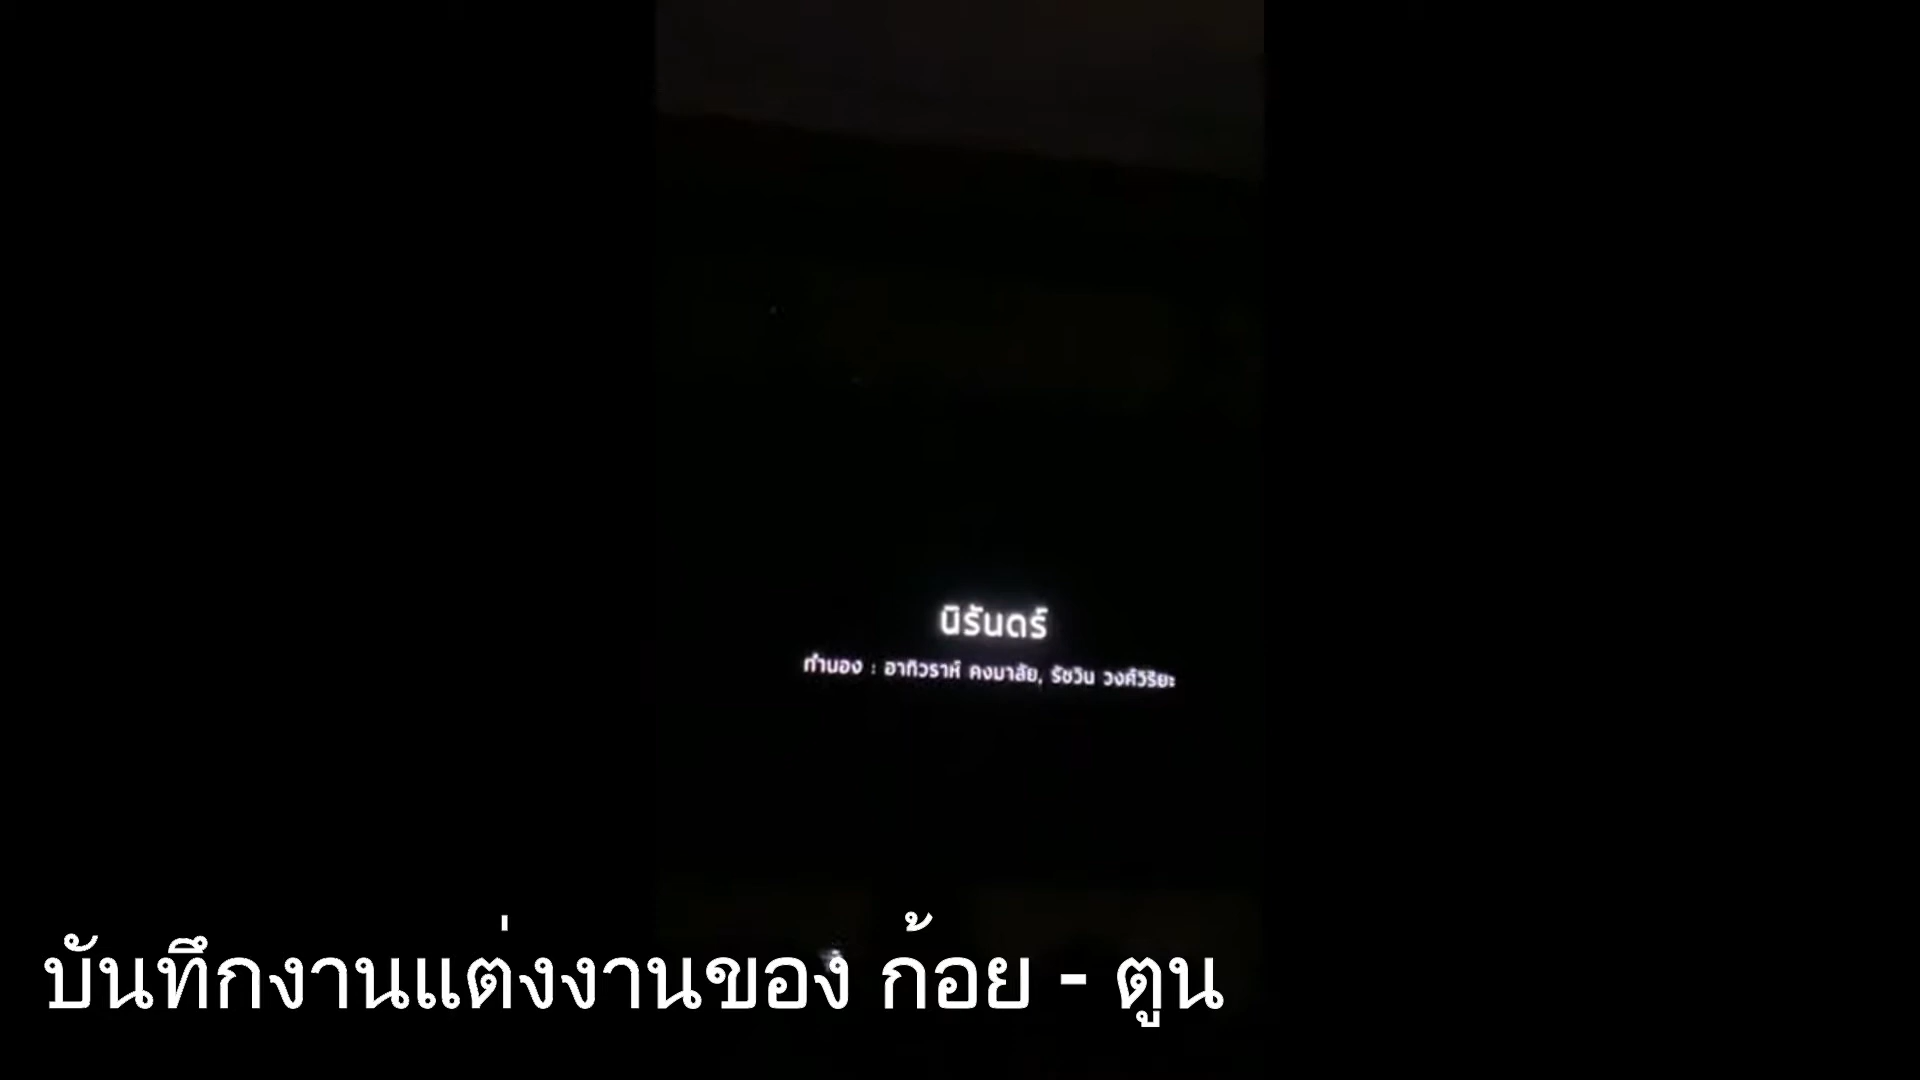 นิรันดร์
ทำนอง : อาทิวราห์ คงมาลัย, รัชวิน วงศ์วิริยะ
บันทึกงานแต่งงานของ ก้อย - ตูน